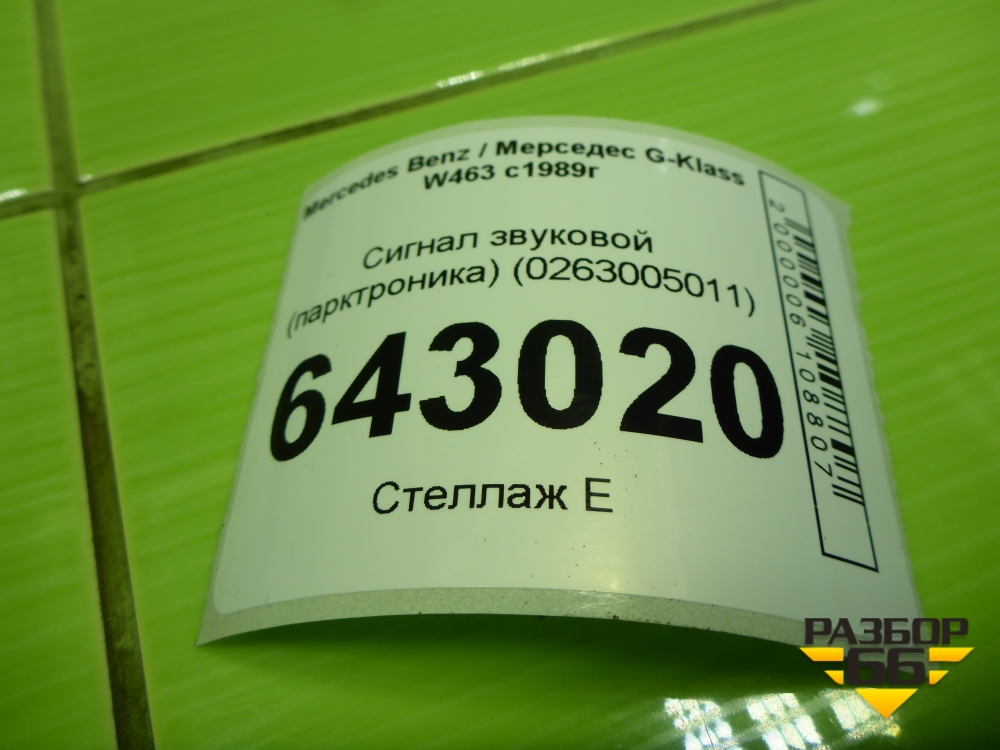 Mercedes Benz / Мерседес G-Klass
W463 с1989г
Сигнал звуковой
(парктроника) (0263005011)
643020
Стеллаж Е
2000006108807
РАЗБОР
66